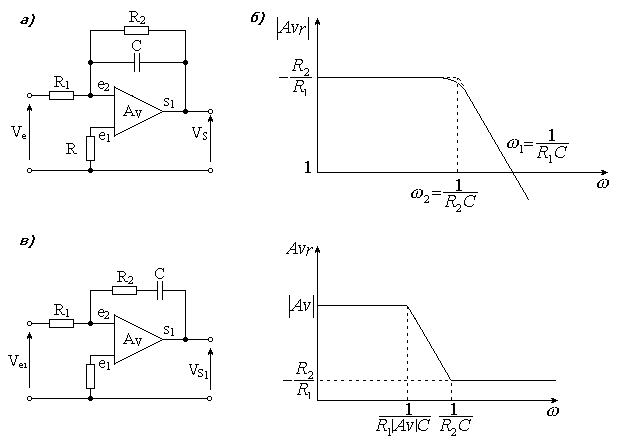 а)
R2
C
R1
e2
s1
Av
e1
R
Ve
VS
б)
|Avr|
−R2/R1
1
ω1=1/R1C
ω2=1/R2C
ω
в)
R2
C
R1
e2
s1
Av
e1
Ve1
VS1
Avr
|Av|
−R2/R1
1/R1|Av|C
1/R2C
ω